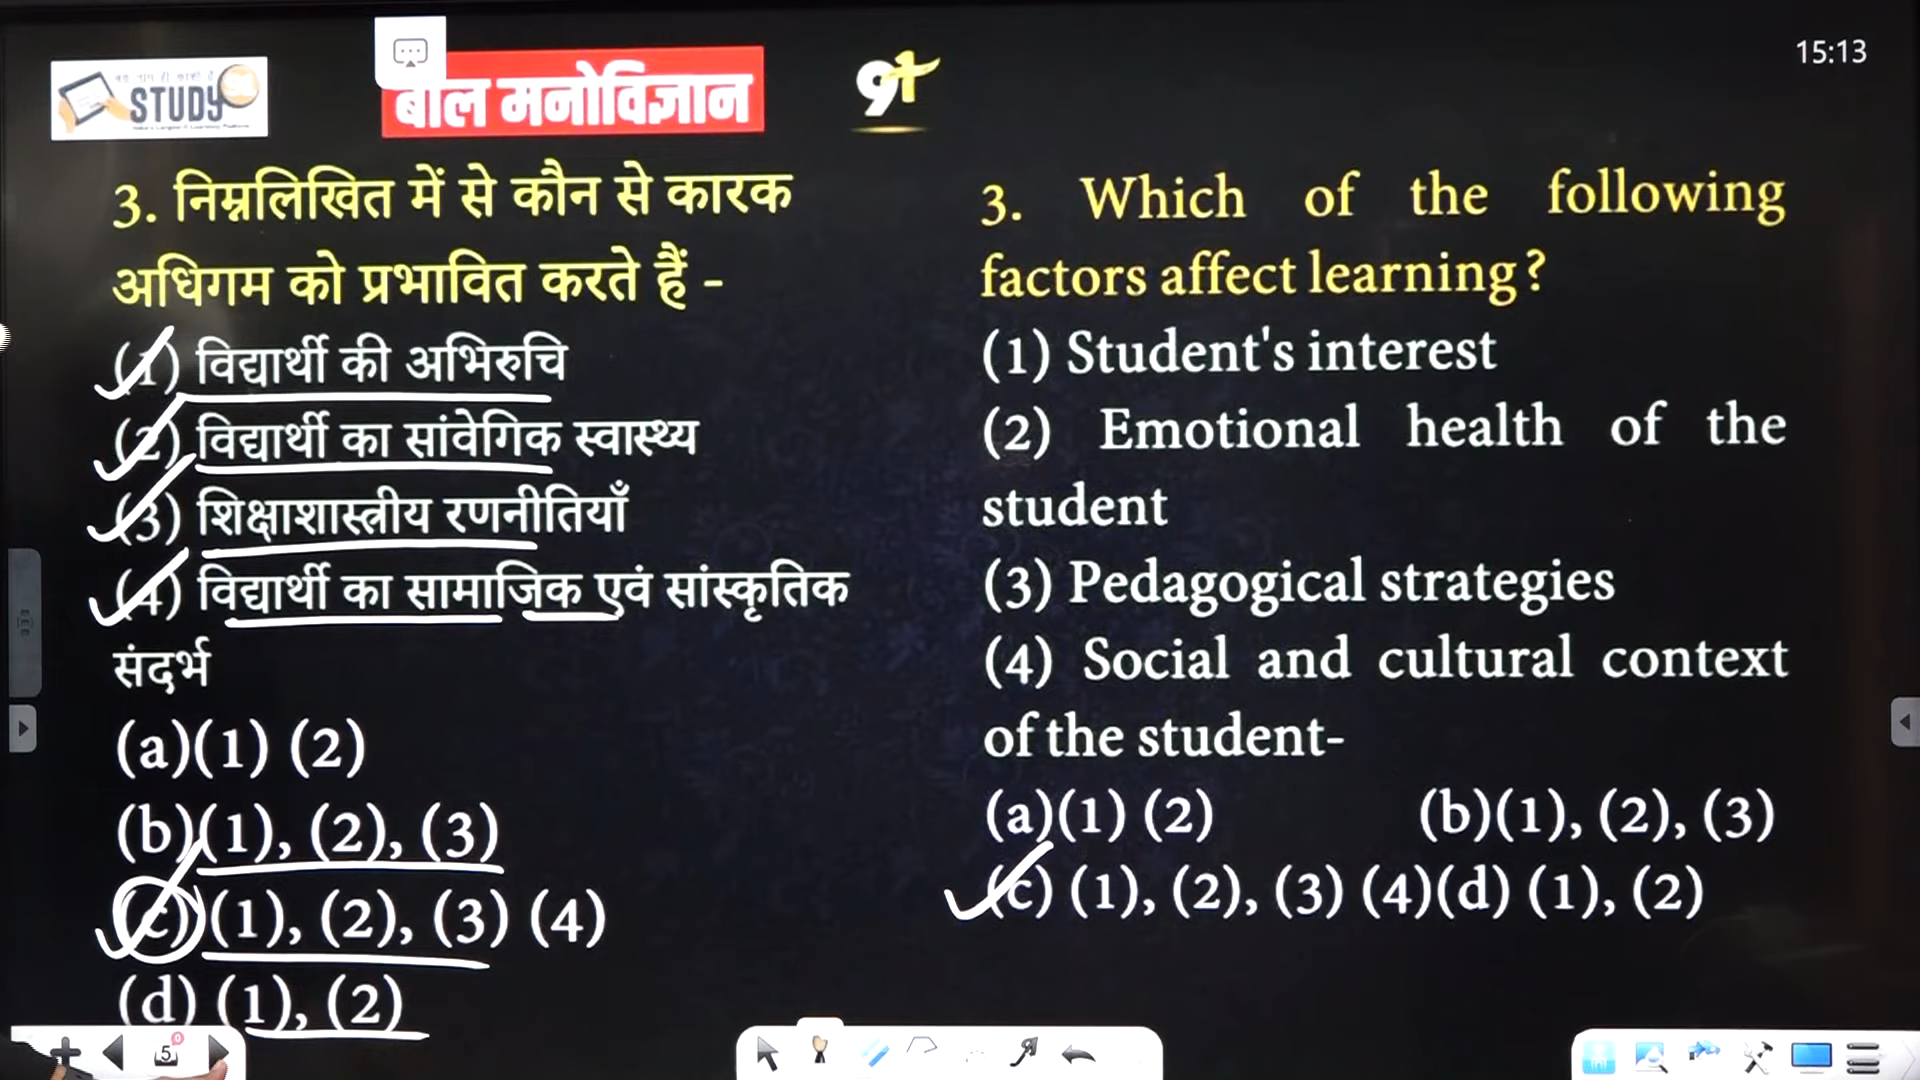 15:13
STUDY
बाल मनोविज्ञान
3. निम्नलिखित में से कौन से कारक
अधिगम को प्रभावित करते हैं -
(1) विद्यार्थी की अभिरुचि
(2) विद्यार्थी का सांवेगिक स्वास्थ्य
(3) शिक्षाशास्त्रीय रणनीतियाँ
(4) विद्यार्थी का सामाजिक एवं सांस्कृतिक
संदर्भ
(a)(1) (2)
(b)(1), (2), (3)
(c)(1), (2), (3) (4)
(d) (1), (2)
3. Which of the following
factors affect learning?
(1) Student's interest
(2) Emotional health of the
student
(3) Pedagogical strategies
(4) Social and cultural context
of the student-
(a)(1) (2) (b)(1), (2), (3)
(c) (1), (2), (3) (4)(d) (1), (2)
5
0